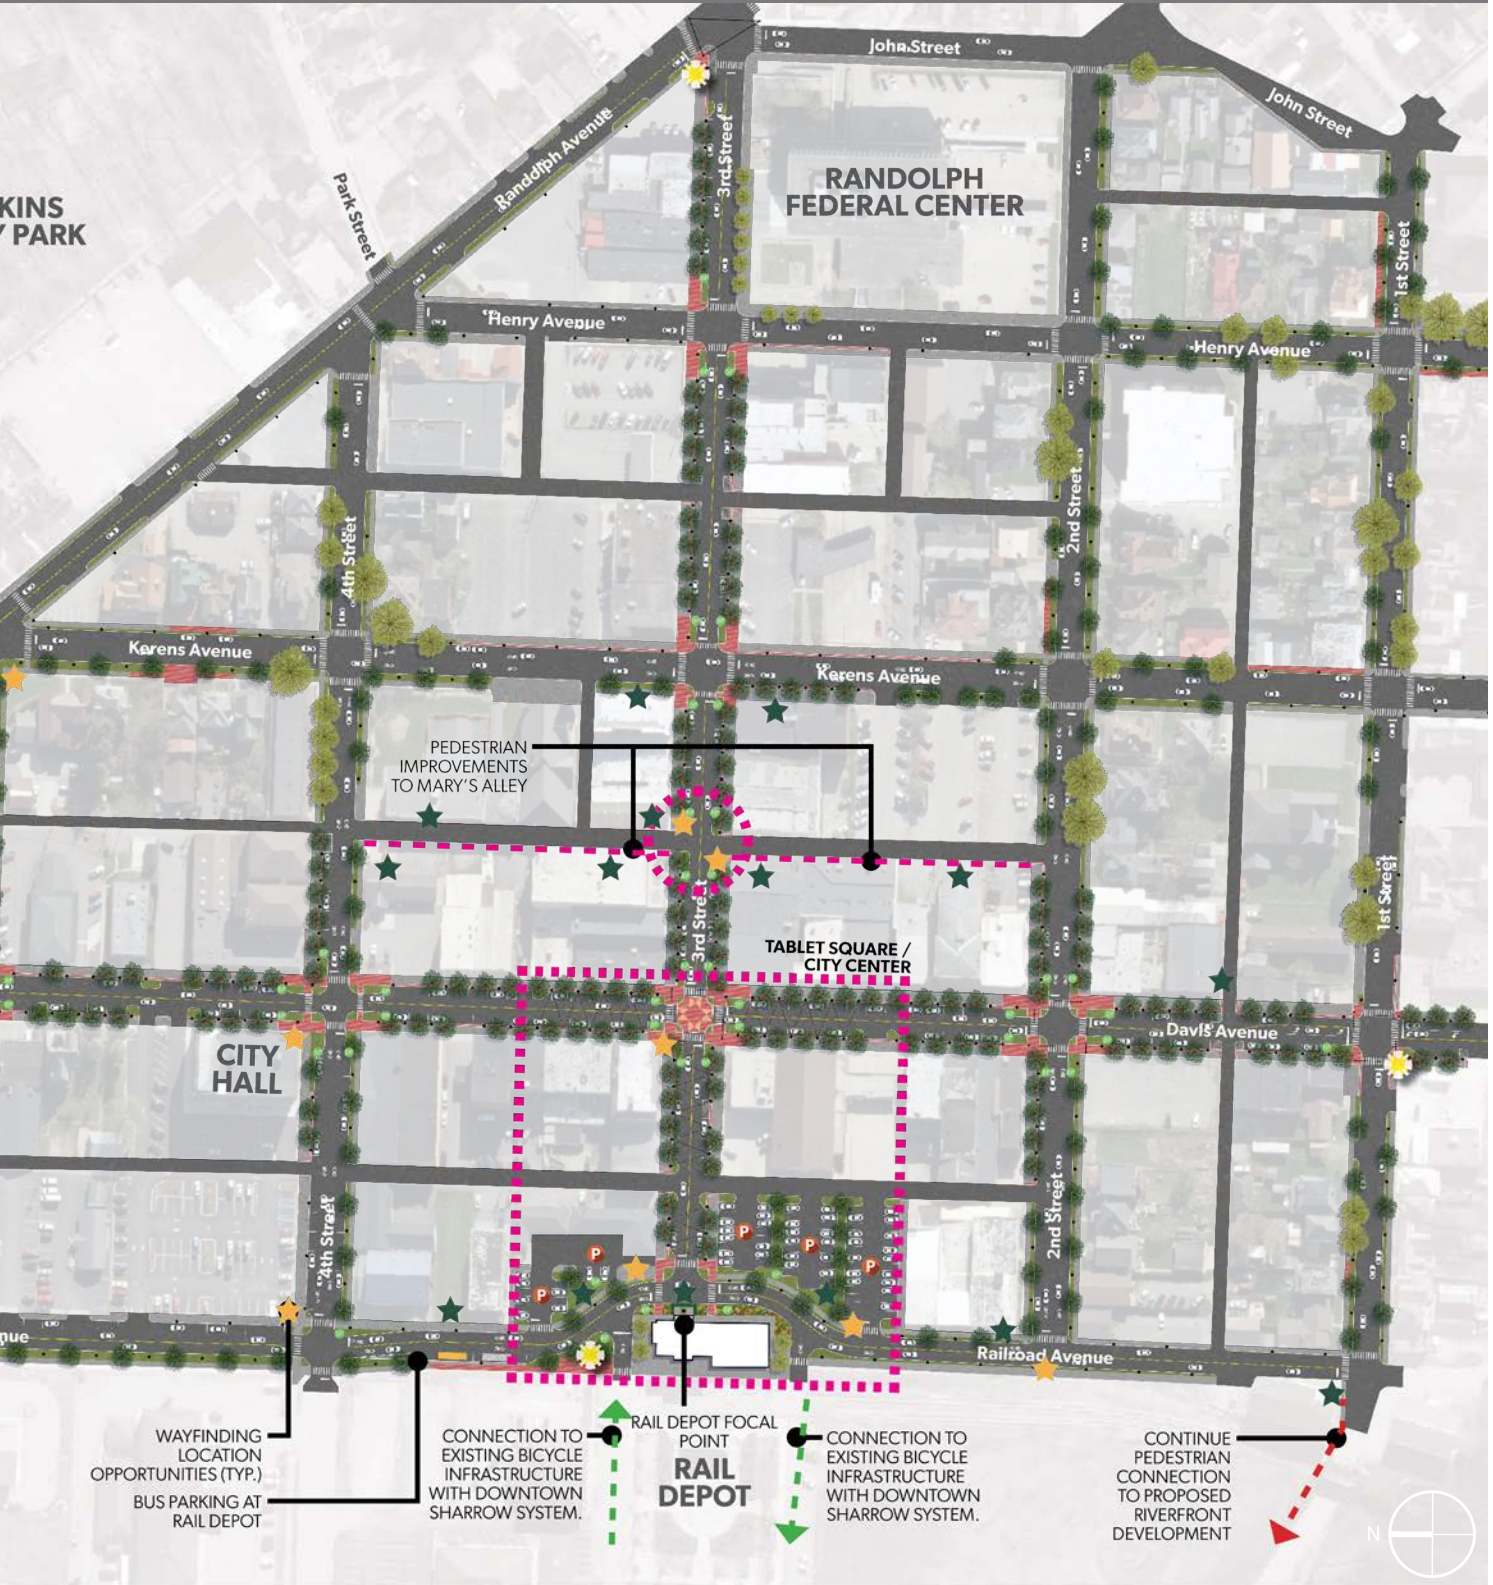 John Street
John Street
Randolph Avenue
3rd Street
Park Street
KINS
Y PARK
RANDOLPH
FEDERAL CENTER
1st Street
Henry Avenue
Henry Avenue
2nd Street
4th Street
Kerens Avenue
Kerens Avenue
PEDESTRIAN
IMPROVEMENTS
TO MARY'S ALLEY
3rd Street
1st Street
TABLET SQUARE /
CITY CENTER
Davis Avenue
CITY
HALL
4th Street
2nd Street
P
P
P
P
P
nue
Railroad Avenue
WAYFINDING
LOCATION
OPPORTUNITIES (TYP.)
BUS PARKING AT
RAIL DEPOT
CONNECTION TO
EXISTING BICYCLE
INFRASTRUCTURE
WITH DOWNTOWN
SHARROW SYSTEM.
RAIL DEPOT FOCAL
POINT
RAIL
DEPOT
CONNECTION TO
EXISTING BICYCLE
INFRASTRUCTURE
WITH DOWNTOWN
SHARROW SYSTEM.
CONTINUE
PEDESTRIAN
CONNECTION
TO PROPOSED
RIVERFRONT
DEVELOPMENT
N